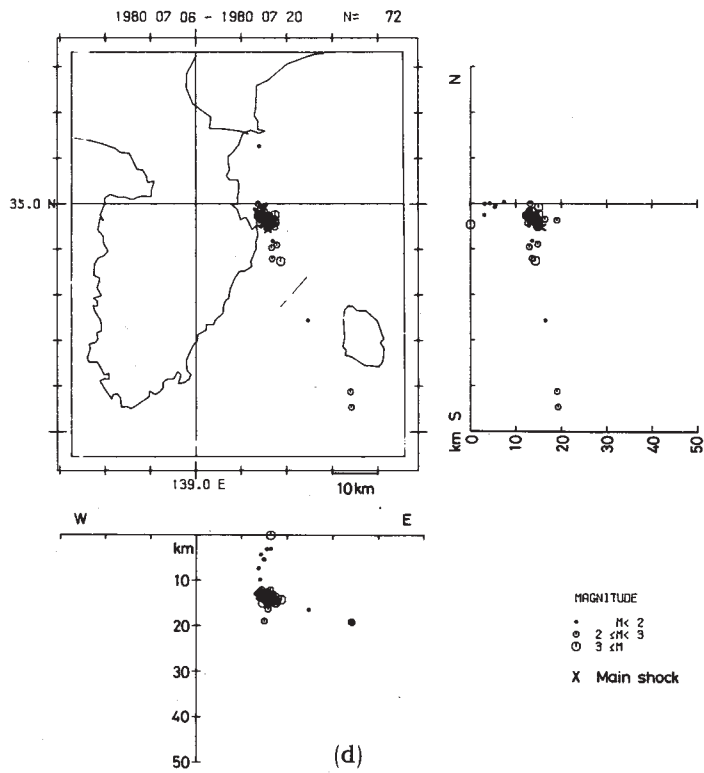 1980 07 06 - 1980 07 20 N= 72
N
35.0 N
S
km
0 10 20 30 40 50
139.0 E
10km
W E
km
10
20
30
40
50
MAGNITUDE
M< 2
2 ≤M< 3
3 ≤M
X Main shock
(d)